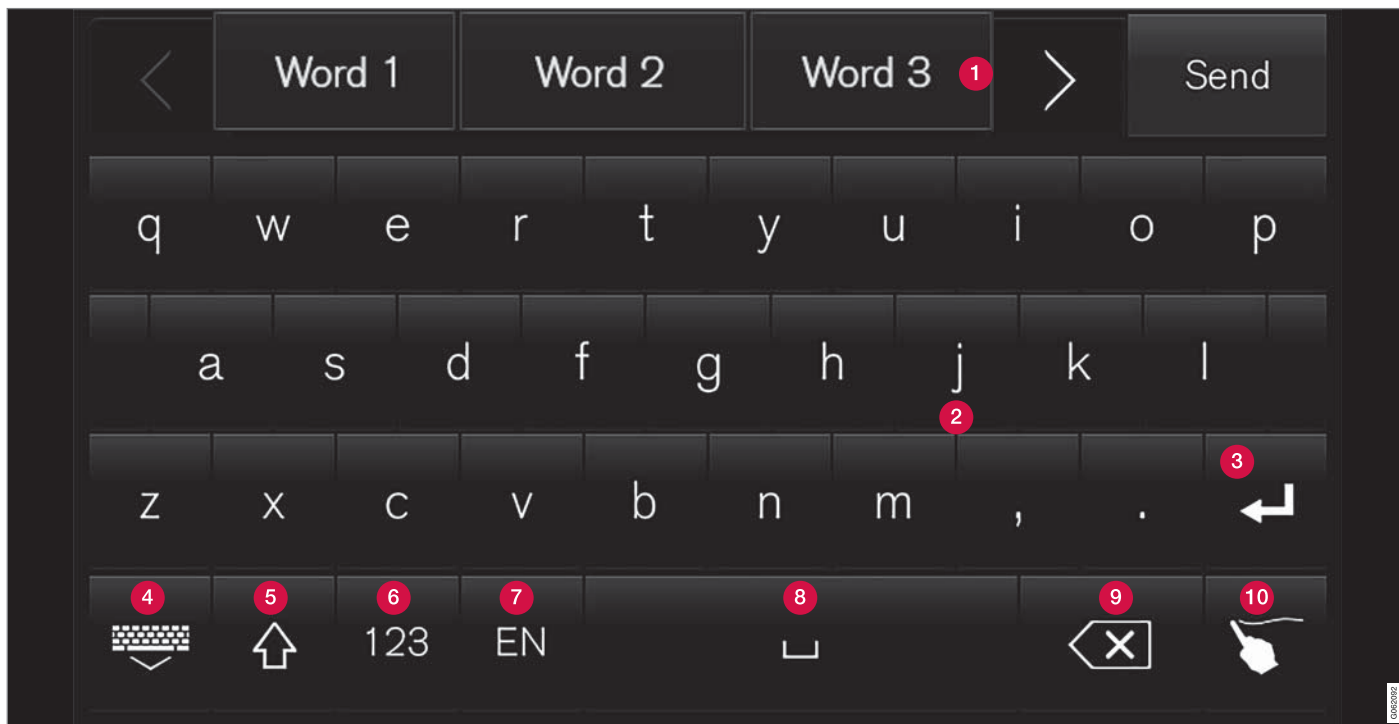 Word 1 Word 2 Word 3 1 Send
q w e r t y u i o p
a s d f g h j k l
2
3
z x c v b n m , .
4 5 6 7 8 9 10
123 EN
G062092